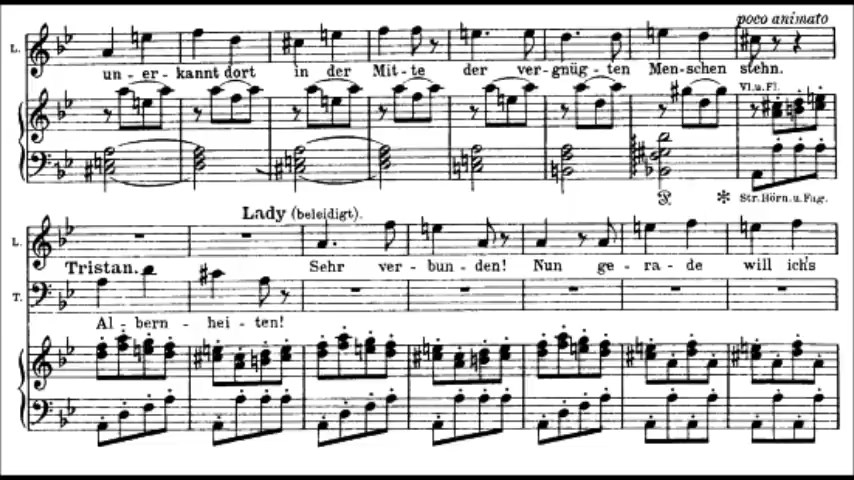 poco animato
L.
un - er - kannt dort in der Mit - te der ver - gnüg - ten Men - schen stehn.
Vl.u.Fl.
Str.Hörn.u.Fag.
Lady (beleidigt).
L.
Tristan. Sehr ver - bun - den! Nun ge - ra - de will ich's
T.
Al - bern - hei - ten!